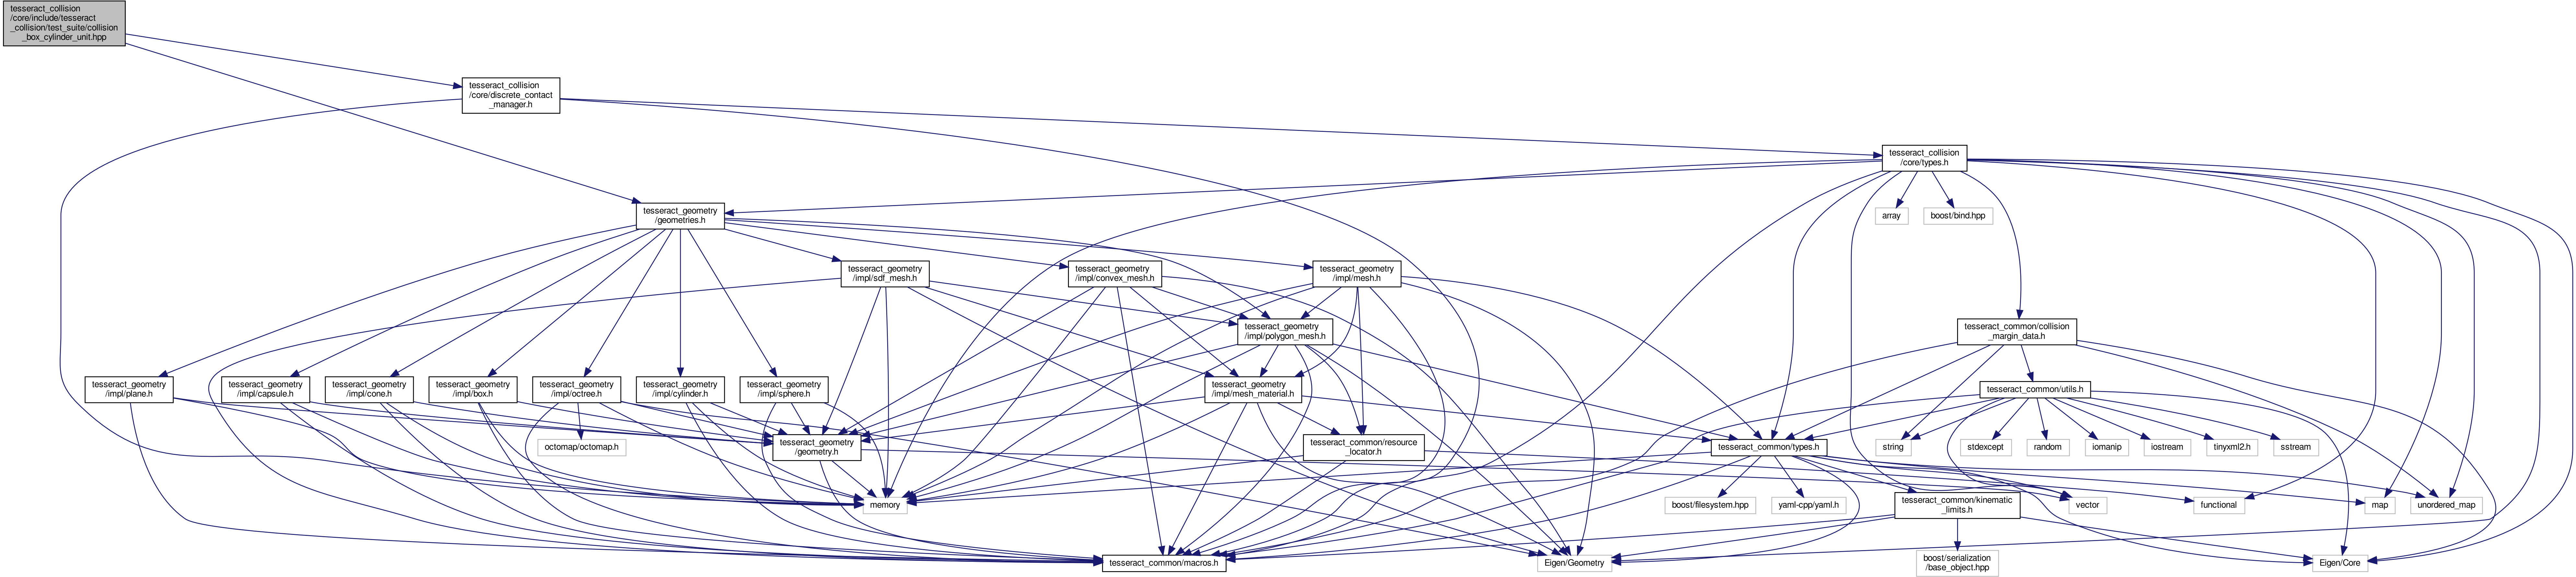 tesseract_collision
/core/include/tesseract
_collision/test_suite/collision
_box_cylinder_unit.hpp
tesseract_collision
/core/discrete_contact
_manager.h
tesseract_collision
/core/types.h
tesseract_geometry
/geometries.h
array
boost/bind.hpp
tesseract_geometry
/impl/sdf_mesh.h
tesseract_geometry
/impl/convex_mesh.h
tesseract_geometry
/impl/mesh.h
tesseract_geometry
/impl/polygon_mesh.h
tesseract_common/collision
_margin_data.h
tesseract_geometry
/impl/plane.h
tesseract_geometry
/impl/capsule.h
tesseract_geometry
/impl/cone.h
tesseract_geometry
/impl/box.h
tesseract_geometry
/impl/octree.h
tesseract_geometry
/impl/cylinder.h
tesseract_geometry
/impl/sphere.h
tesseract_geometry
/impl/mesh_material.h
tesseract_common/utils.h
octomap/octomap.h
tesseract_geometry
/geometry.h
tesseract_common/resource
_locator.h
tesseract_common/types.h
string
stdexcept
random
iomanip
iostream
tinyxml2.h
sstream
memory
boost/filesystem.hpp
yaml-cpp/yaml.h
tesseract_common/kinematic
_limits.h
vector
functional
map
unordered_map
tesseract_common/macros.h
Eigen/Geometry
boost/serialization
/base_object.hpp
Eigen/Core